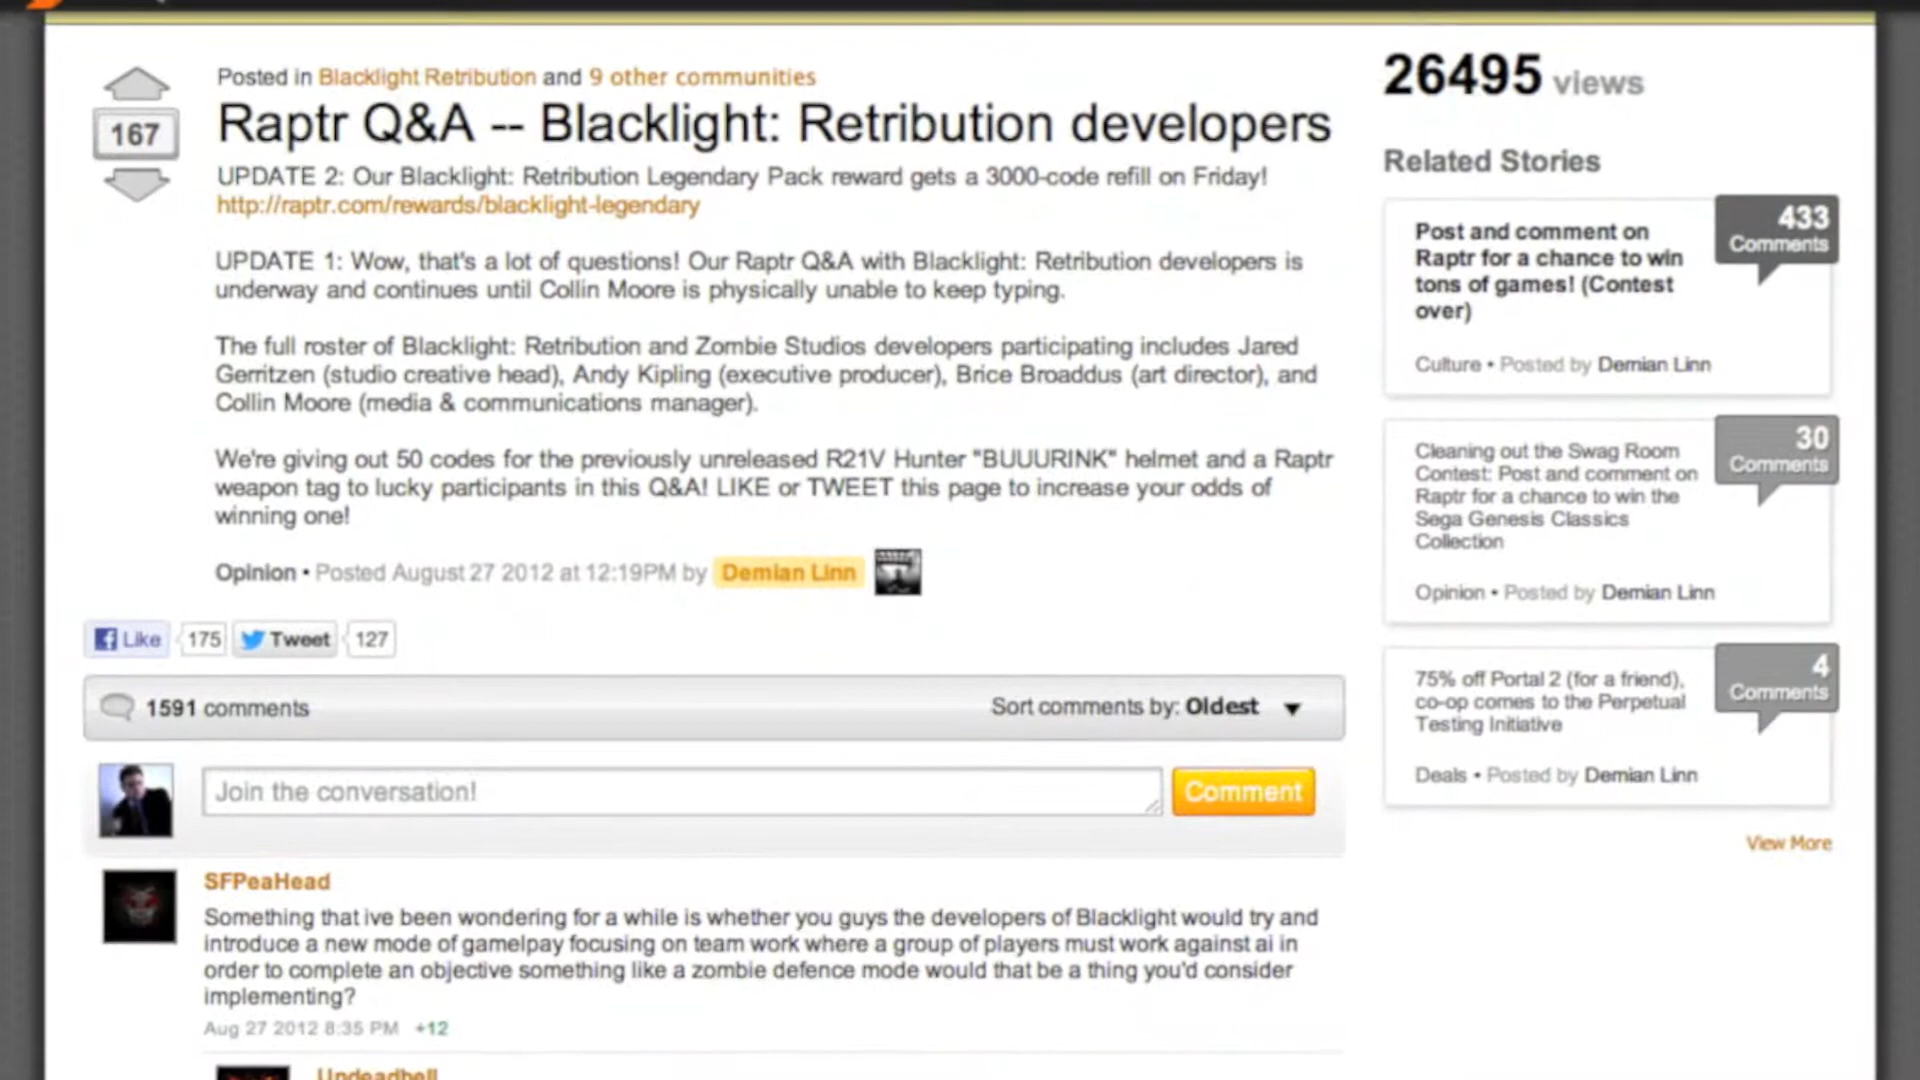 Posted in Blacklight Retribution and 9 other communities
167
Raptr Q&A -- Blacklight: Retribution developers
UPDATE 2: Our Blacklight: Retribution Legendary Pack reward gets a 3000-code refill on Friday!
http://raptr.com/rewards/blacklight-legendary
UPDATE 1: Wow, that's a lot of questions! Our Raptr Q&A with Blacklight: Retribution developers is
underway and continues until Collin Moore is physically unable to keep typing.
The full roster of Blacklight: Retribution and Zombie Studios developers participating includes Jared
Gerritzen (studio creative head), Andy Kipling (executive producer), Brice Broaddus (art director), and
Collin Moore (media & communications manager).
We're giving out 50 codes for the previously unreleased R21V Hunter "BUUURINK" helmet and a Raptr
weapon tag to lucky participants in this Q&A! LIKE or TWEET this page to increase your odds of
winning one!
Opinion • Posted August 27 2012 at 12:19PM by Demian Linn
Like 175 Tweet 127
1591 comments
Sort comments by: Oldest
Join the conversation!
Comment
SFPeaHead
Something that ive been wondering for a while is whether you guys the developers of Blacklight would try and
introduce a new mode of gamelpay focusing on team work where a group of players must work against ai in
order to complete an objective something like a zombie defence mode would that be a thing you'd consider
implementing?
Aug 27 2012 8:35 PM +12
Undeadhell
26495 views
Related Stories
433
Comments
Post and comment on
Raptr for a chance to win
tons of games! (Contest
over)
Culture • Posted by Demian Linn
30
Comments
Cleaning out the Swag Room
Contest: Post and comment on
Raptr for a chance to win the
Sega Genesis Classics
Collection
Opinion • Posted by Demian Linn
4
Comments
75% off Portal 2 (for a friend),
co-op comes to the Perpetual
Testing Initiative
Deals • Posted by Demian Linn
View More